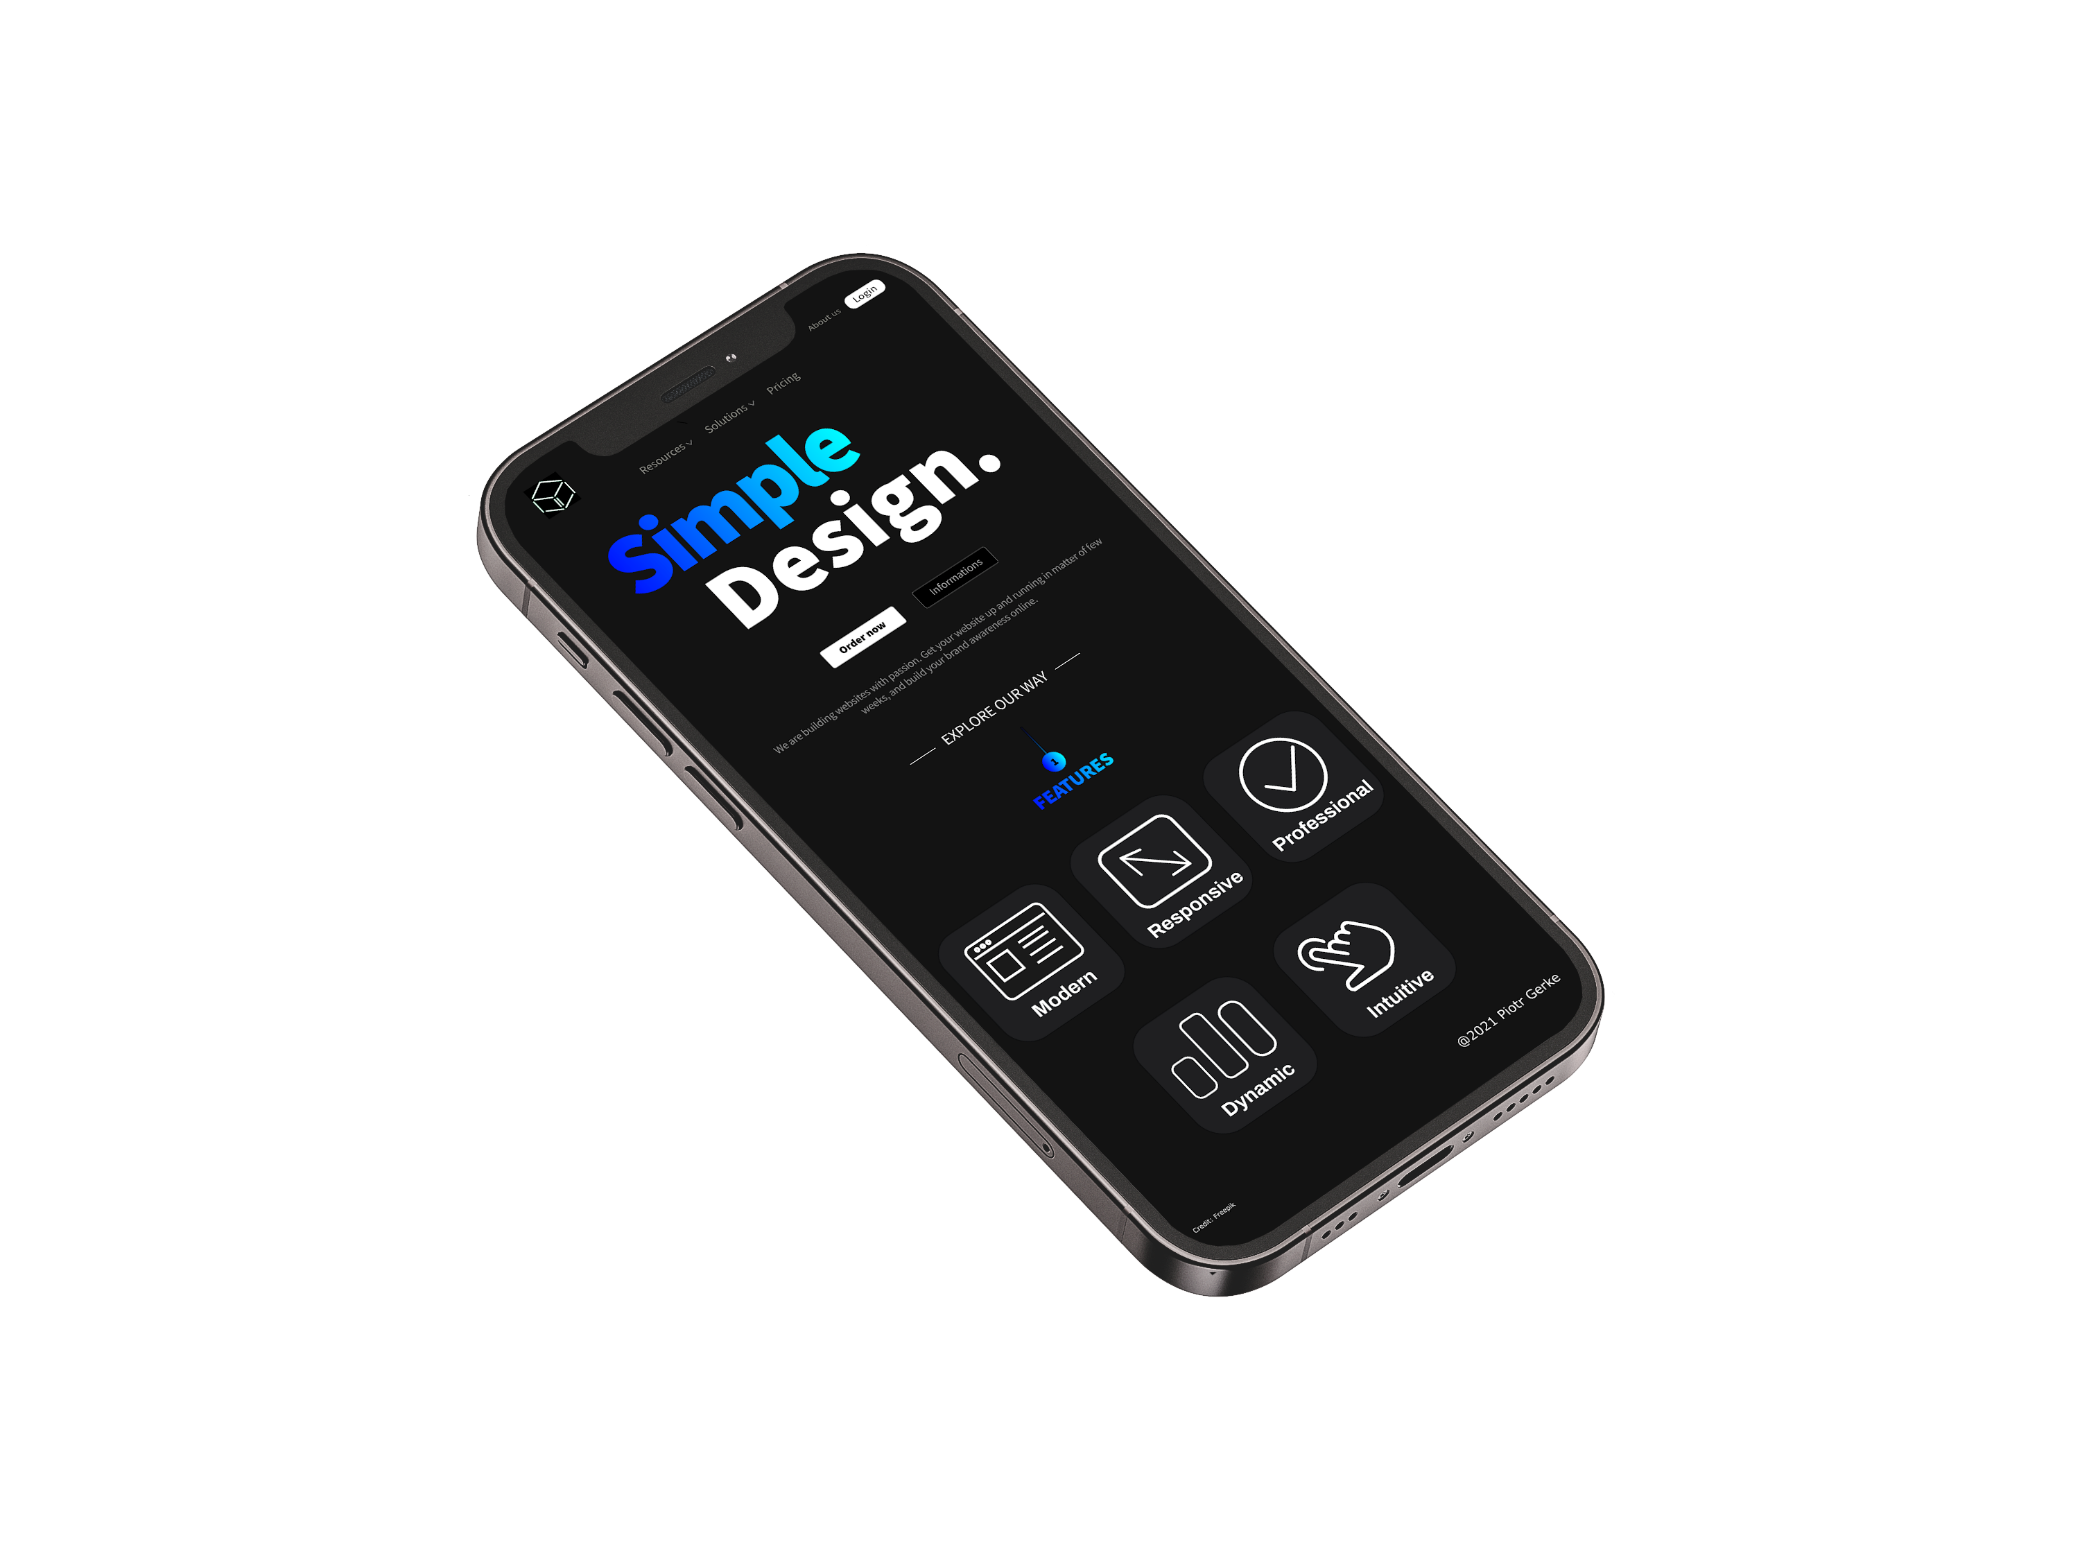 Resources Solutions Pricing About us Login
Simple
Design.
Order now Informations
We are building websites with passion. Get your website up and running in matter of few
weeks, and build your brand awareness online.
EXPLORE OUR WAY
1
FEATURES
Modern Responsive Professional
Dynamic Intuitive
Credit: Freepik @2021 Piotr Gerke